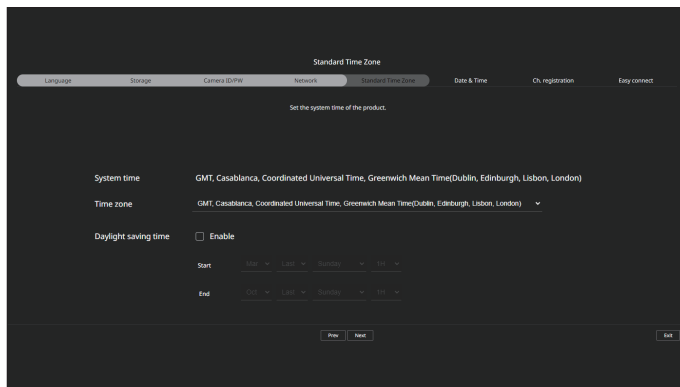 Standard Time Zone
Language Storage Camera ID/PW Network Standard Time Zone Date & Time Ch. registration Easy connect
Set the system time of the product.
System time GMT, Casablanca, Coordinated Universal Time, Greenwich Mean Time(Dublin, Edinburgh, Lisbon, London)
Time zone GMT, Casablanca, Coordinated Universal Time, Greenwich Mean Time(Dublin, Edinburgh, Lisbon, London)
Daylight saving time Enable
Start Mar Last Sunday 1H
End Oct Last Sunday 1H
Prev Next Exit